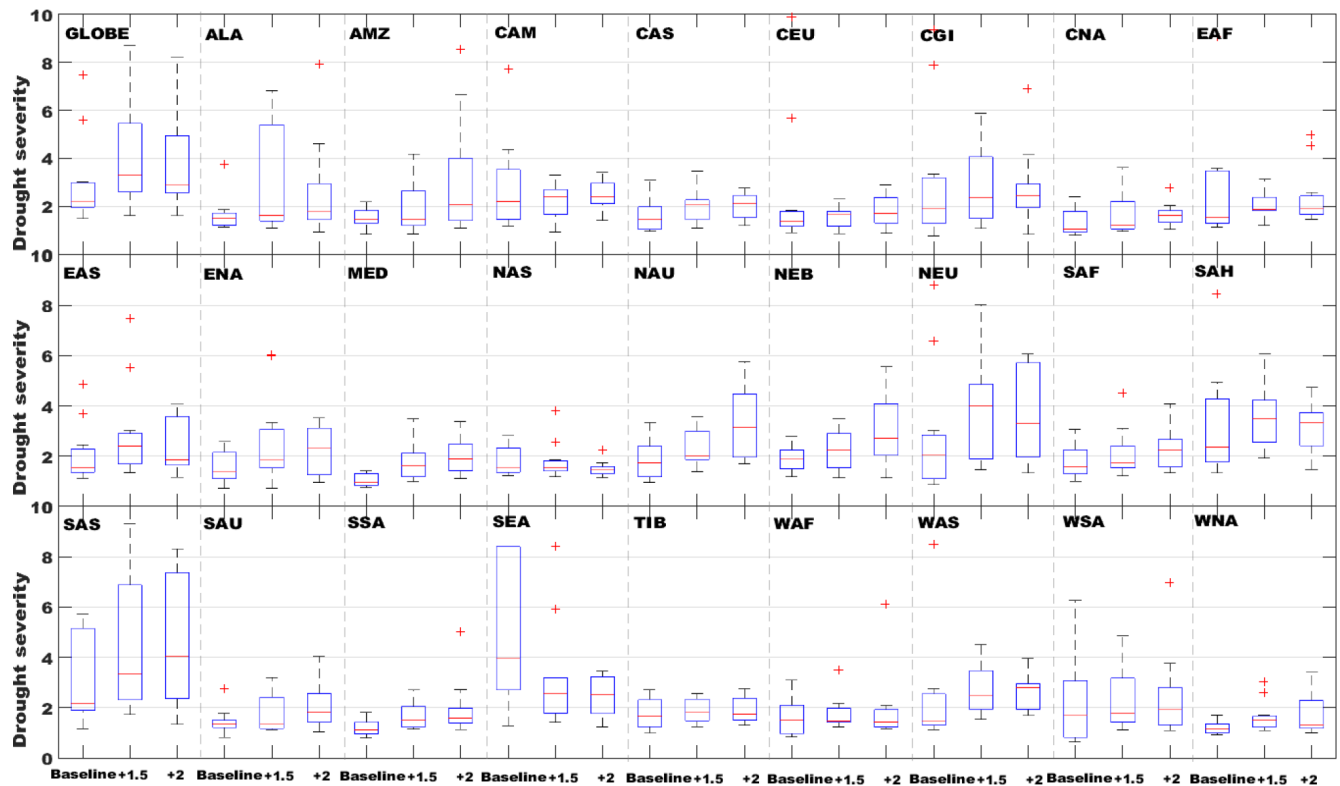 10
GLOBE ALA AMZ CAM CAS CEU CGI CNA EAF
8
6
4
2
Drought severity
10
EAS ENA MED NAS NAU NEB NEU SAF SAH
8
6
4
2
Drought severity
10
SAS SAU SSA SEA TIB WAF WAS WSA WNA
8
6
4
2
0
Drought severity
Baseline +1.5 +2 Baseline +1.5 +2 Baseline +1.5 +2 Baseline +1.5 +2 Baseline +1.5 +2 Baseline +1.5 +2 Baseline +1.5 +2 Baseline +1.5 +2 Baseline +1.5 +2